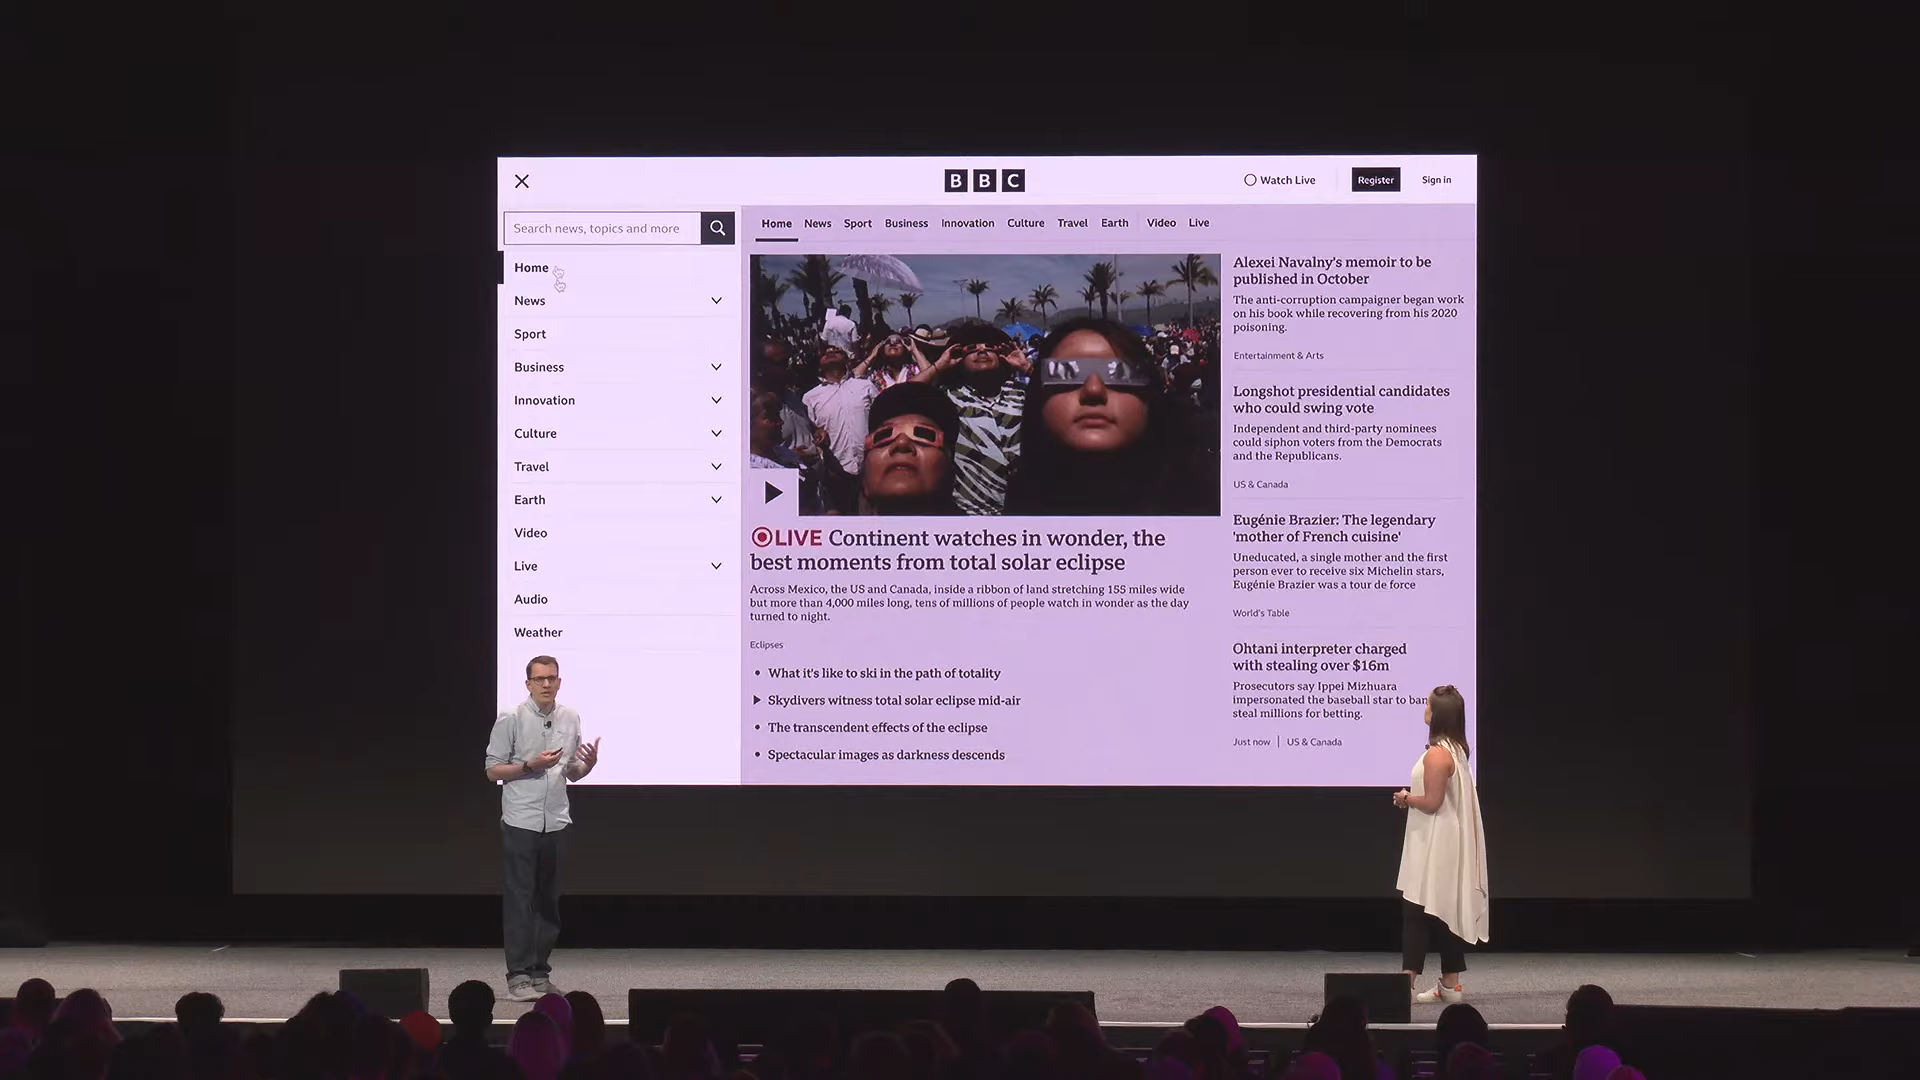 BBC
Watch Live
Register
Sign in
Search news, topics and more
Home
News
Sport
Business
Innovation
Culture
Travel
Earth
Video
Live
Audio
Weather
Home News Sport Business Innovation Culture Travel Earth Video Live
LIVE Continent watches in wonder, the
best moments from total solar eclipse
Across Mexico, the US and Canada, inside a ribbon of land stretching 155 miles wide
but more than 4,000 miles long, tens of millions of people watch in wonder as the day
turned to night.
Eclipses
• What it's like to ski in the path of totality
Skydivers witness total solar eclipse mid-air
• The transcendent effects of the eclipse
• Spectacular images as darkness descends
Alexei Navalny's memoir to be
published in October
The anti-corruption campaigner began work
on his book while recovering from his 2020
poisoning.
Entertainment & Arts
Longshot presidential candidates
who could swing vote
Independent and third-party nominees
could siphon voters from the Democrats
and the Republicans.
US & Canada
Eugénie Brazier: The legendary
'mother of French cuisine'
Uneducated, a single mother and the first
person ever to receive six Michelin stars,
Eugénie Brazier was a tour de force
World's Table
Ohtani interpreter charged
with stealing over $16m
Prosecutors say Ippei Mizhuara
impersonated the baseball star to
steal millions for betting.
Just now | US & Canada